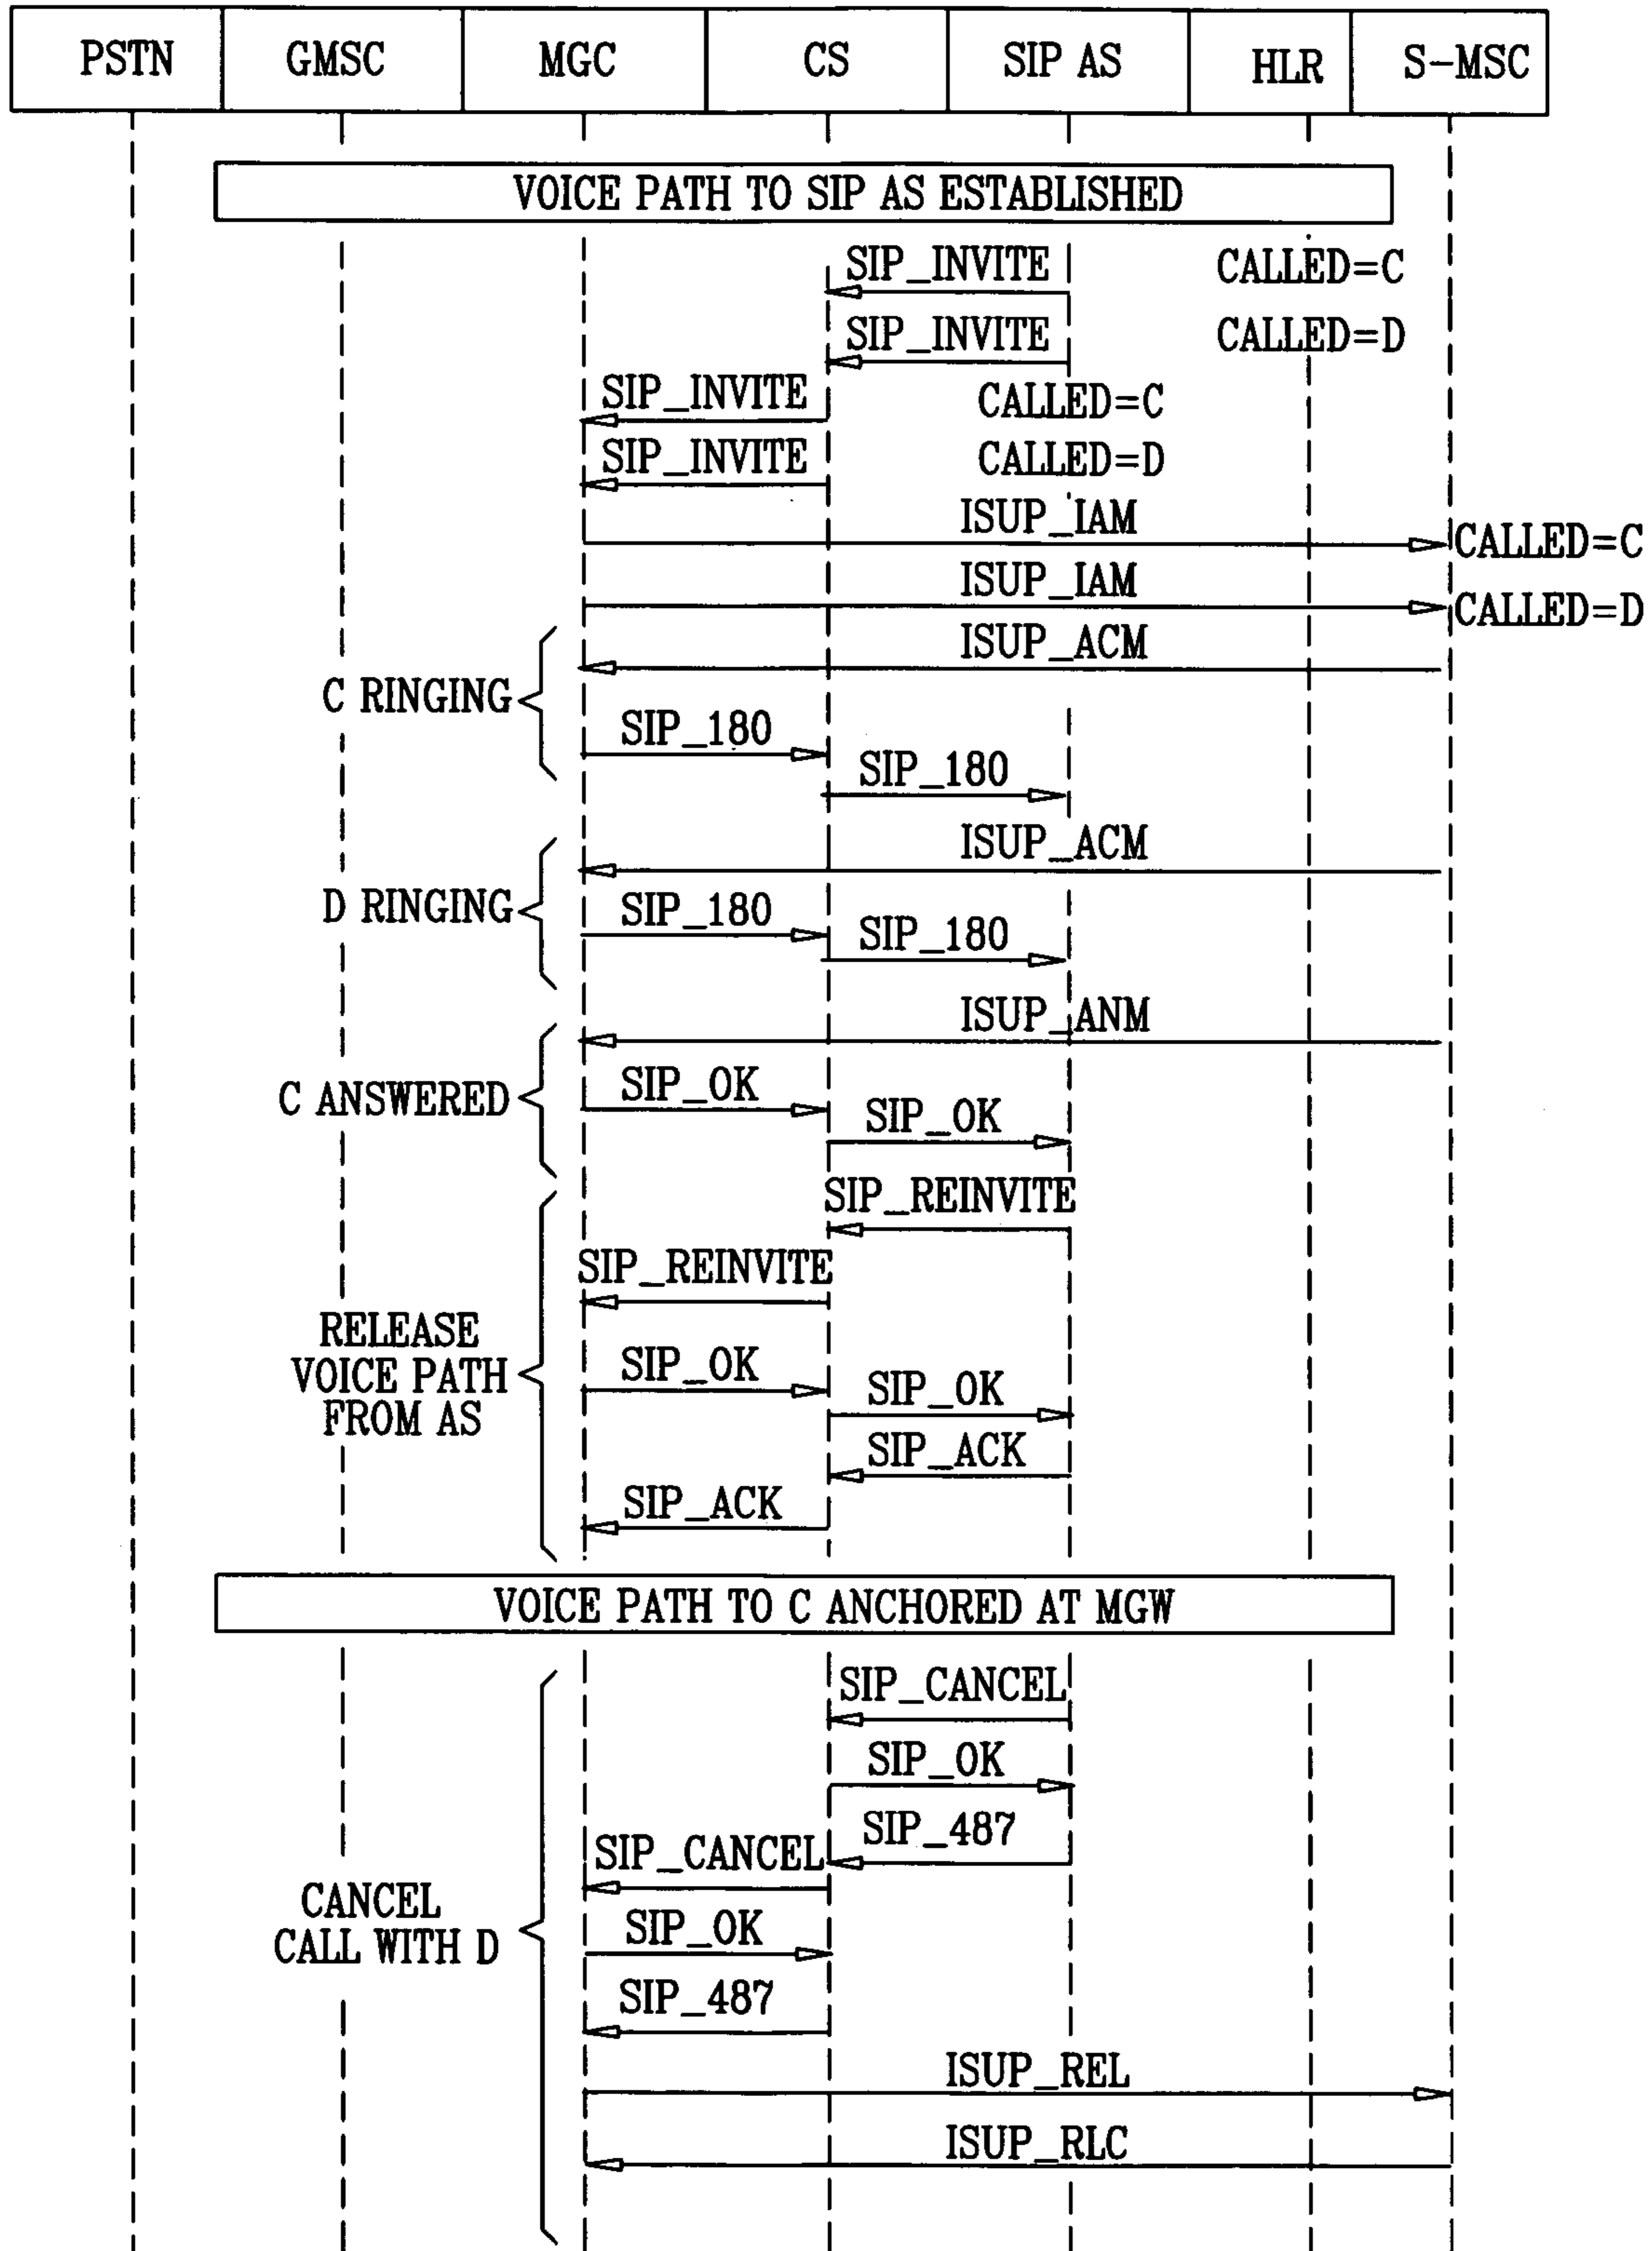 PSTN GMSC MGC CS SIP AS HLR S-MSC
VOICE PATH TO SIP AS ESTABLISHED
SIP_INVITE CALLED=C
SIP_INVITE CALLED=D
SIP_INVITE CALLED=C
SIP_INVITE CALLED=D
ISUP_IAM CALLED=C
ISUP_IAM CALLED=D
ISUP_ACM
C RINGING
SIP_180
SIP_180
ISUP_ACM
D RINGING
SIP_180
SIP_180
ISUP_ANM
C ANSWERED
SIP_OK
SIP_OK
SIP_REINVITE
SIP_REINVITE
RELEASE
VOICE PATH
FROM AS
SIP_OK
SIP_OK
SIP_ACK
SIP_ACK
VOICE PATH TO C ANCHORED AT MGW
SIP_CANCEL
SIP_OK
SIP_487
SIP_CANCEL
CANCEL
CALL WITH D
SIP_OK
SIP_487
ISUP_REL
ISUP_RLC